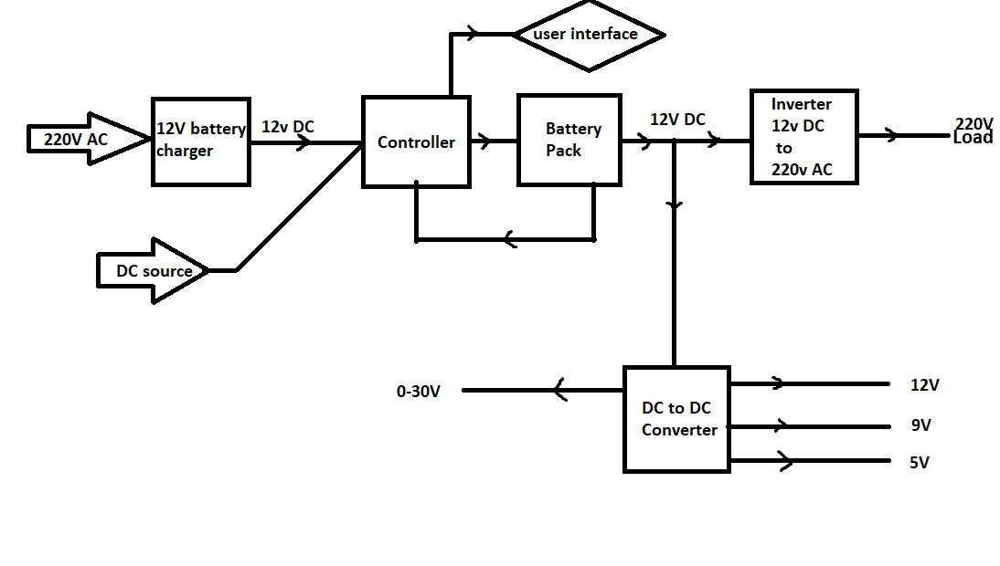 user interface
220V AC
12V battery
charger
12v DC
Controller
Battery
Pack
12V DC
Inverter
12v DC
to
220v AC
220V
Load
DC source
0-30V
DC to DC
Converter
12V
9V
5V